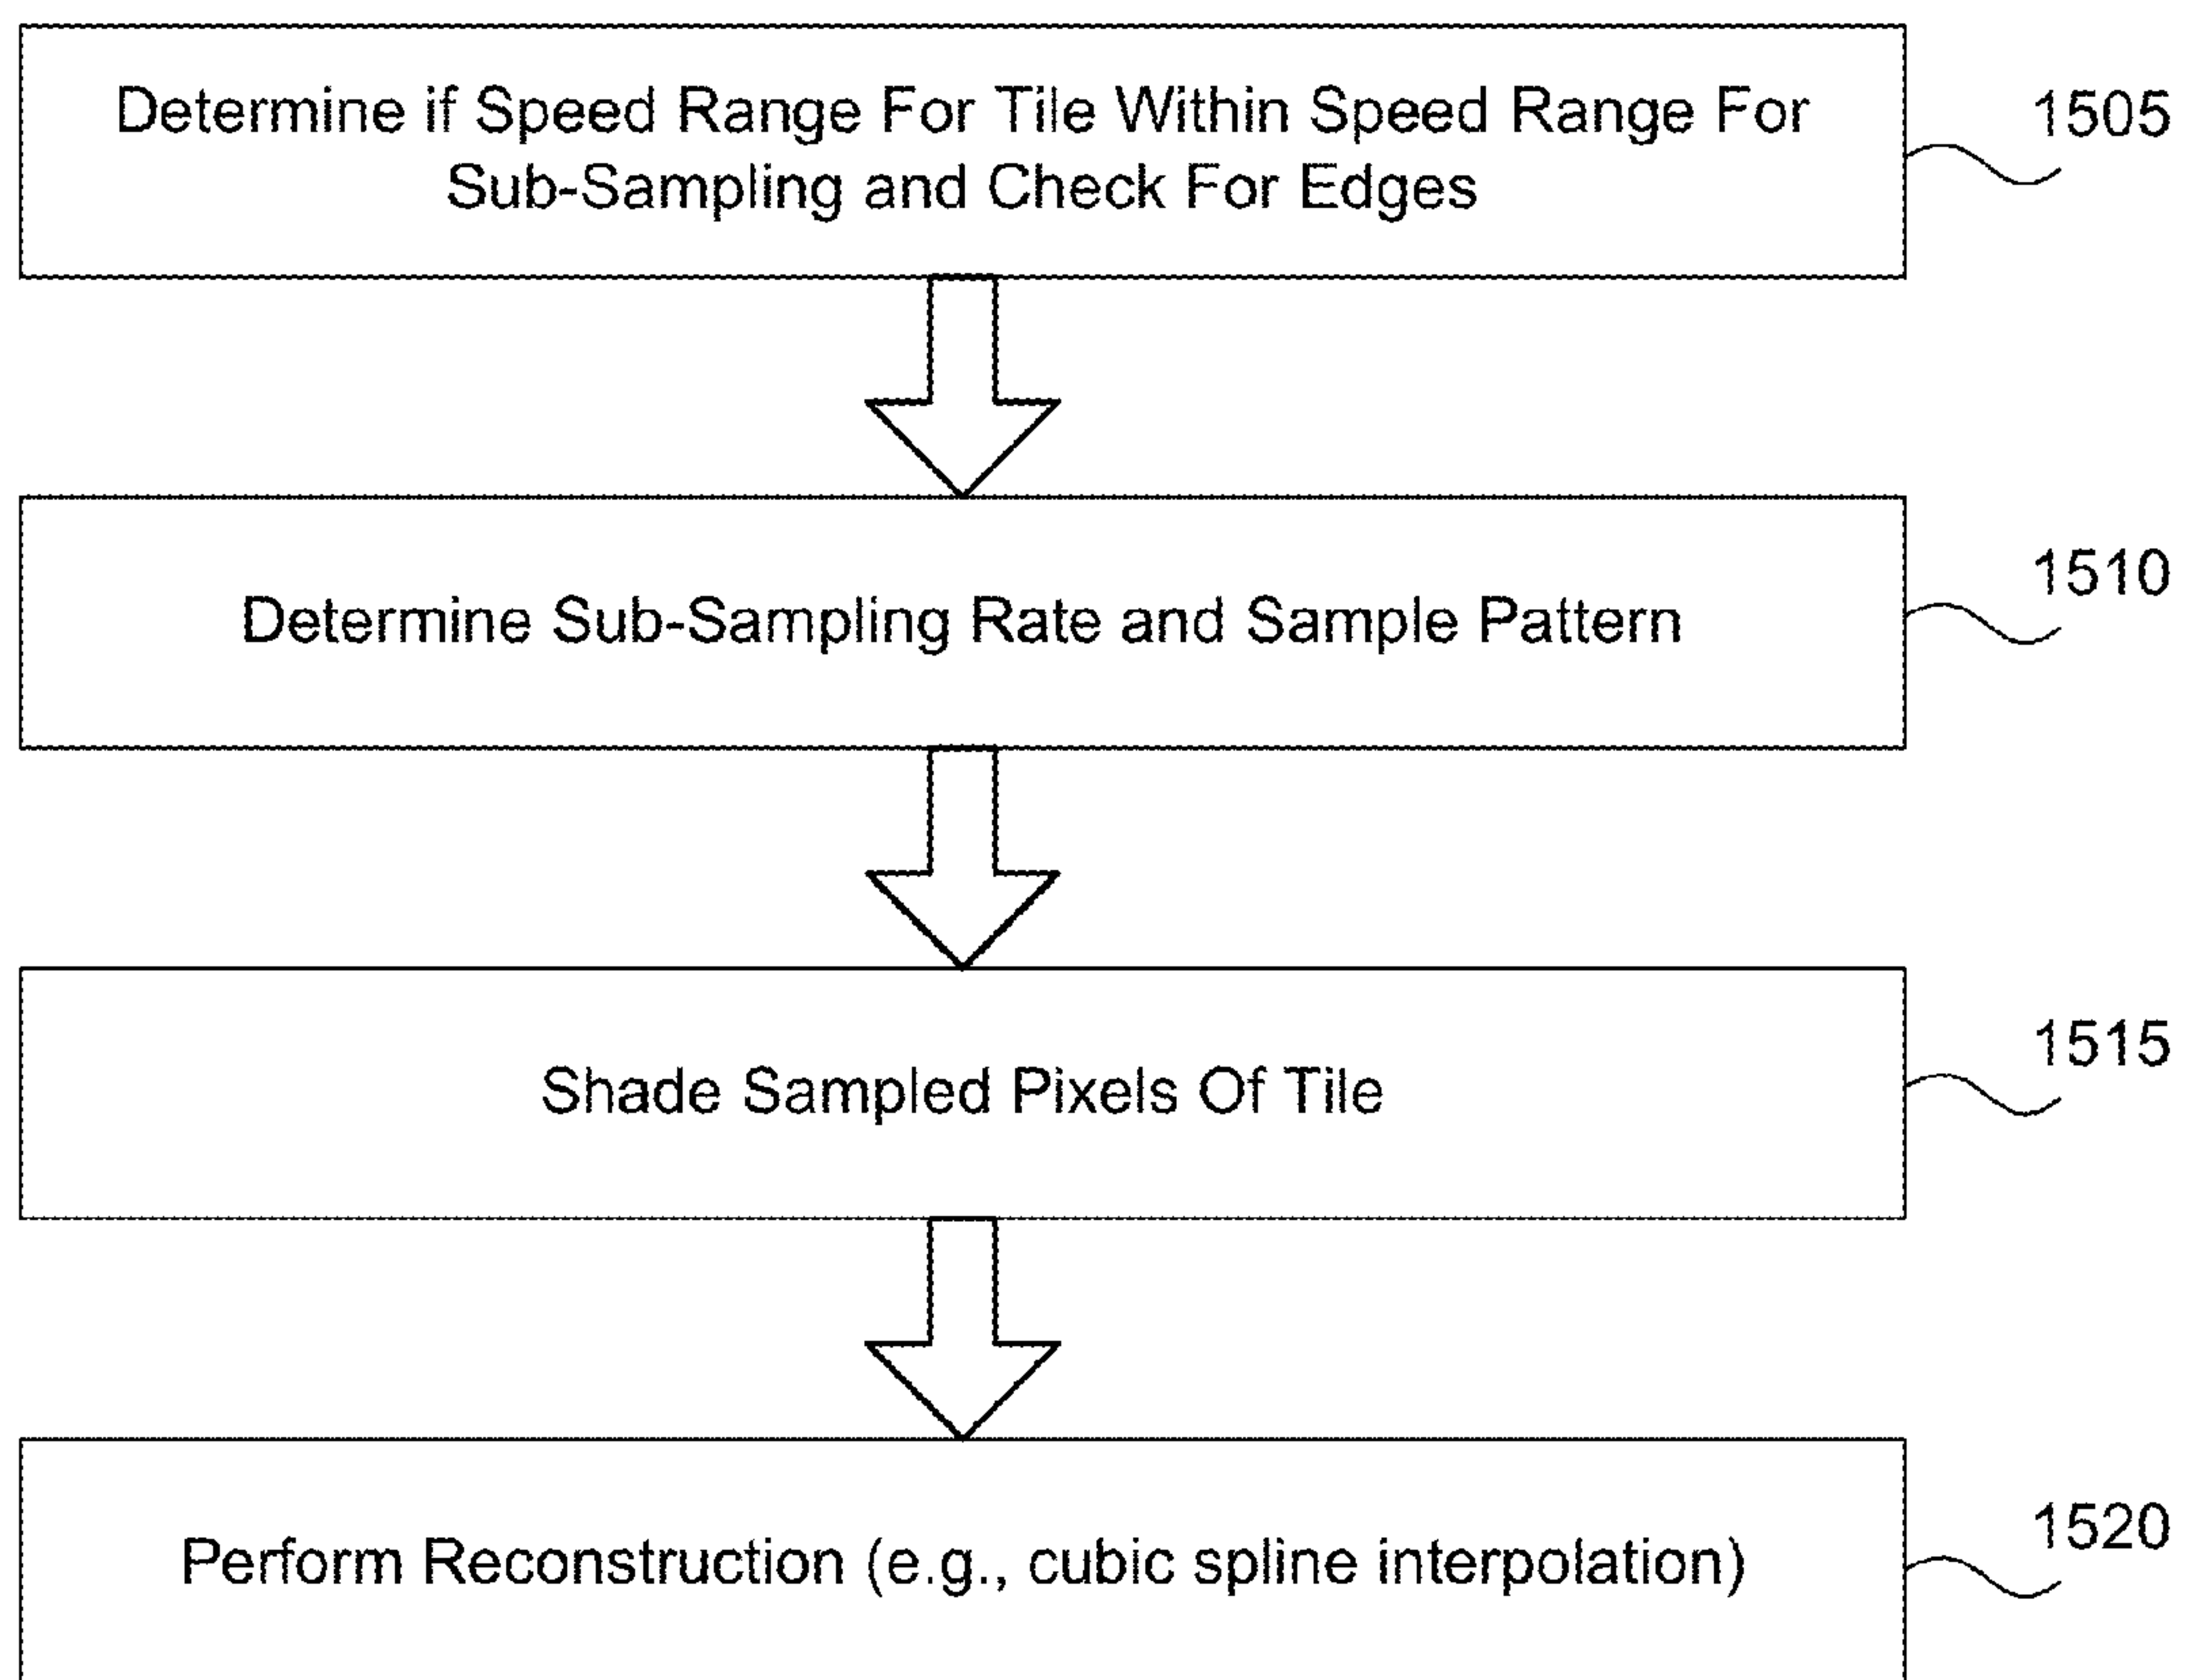 Determine if Speed Range For Tile Within Speed Range For
Sub-Sampling and Check For Edges
1505
Determine Sub-Sampling Rate and Sample Pattern
1510
Shade Sampled Pixels Of Tile
1515
Perform Reconstruction (e.g., cubic spline interpolation)
1520